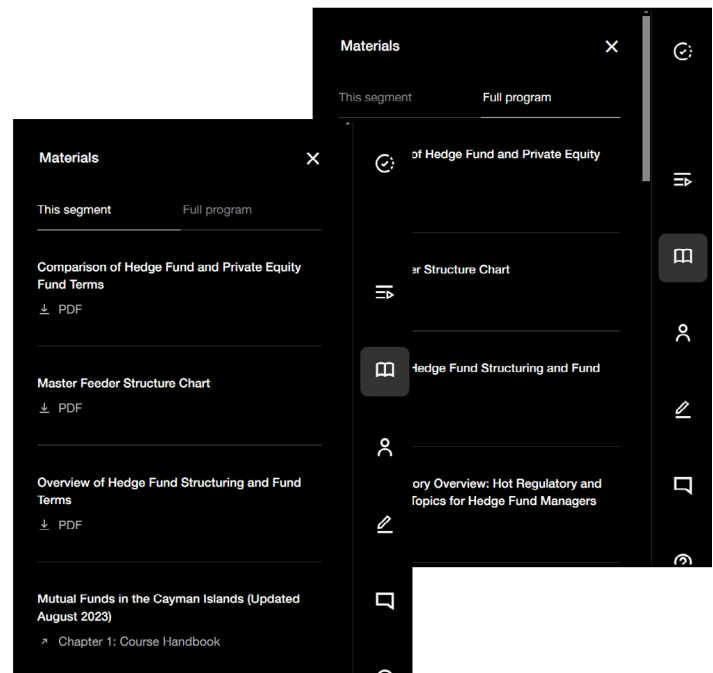 Materials
This segment
Full program
of Hedge Fund and Private Equity
er Structure Chart
Hedge Fund Structuring and Fund
ory Overview: Hot Regulatory and
Topics for Hedge Fund Managers
Materials
This segment
Full program
Comparison of Hedge Fund and Private Equity
Fund Terms
PDF
Master Feeder Structure Chart
PDF
Overview of Hedge Fund Structuring and Fund
Terms
PDF
Mutual Funds in the Cayman Islands (Updated
August 2023)
Chapter 1: Course Handbook